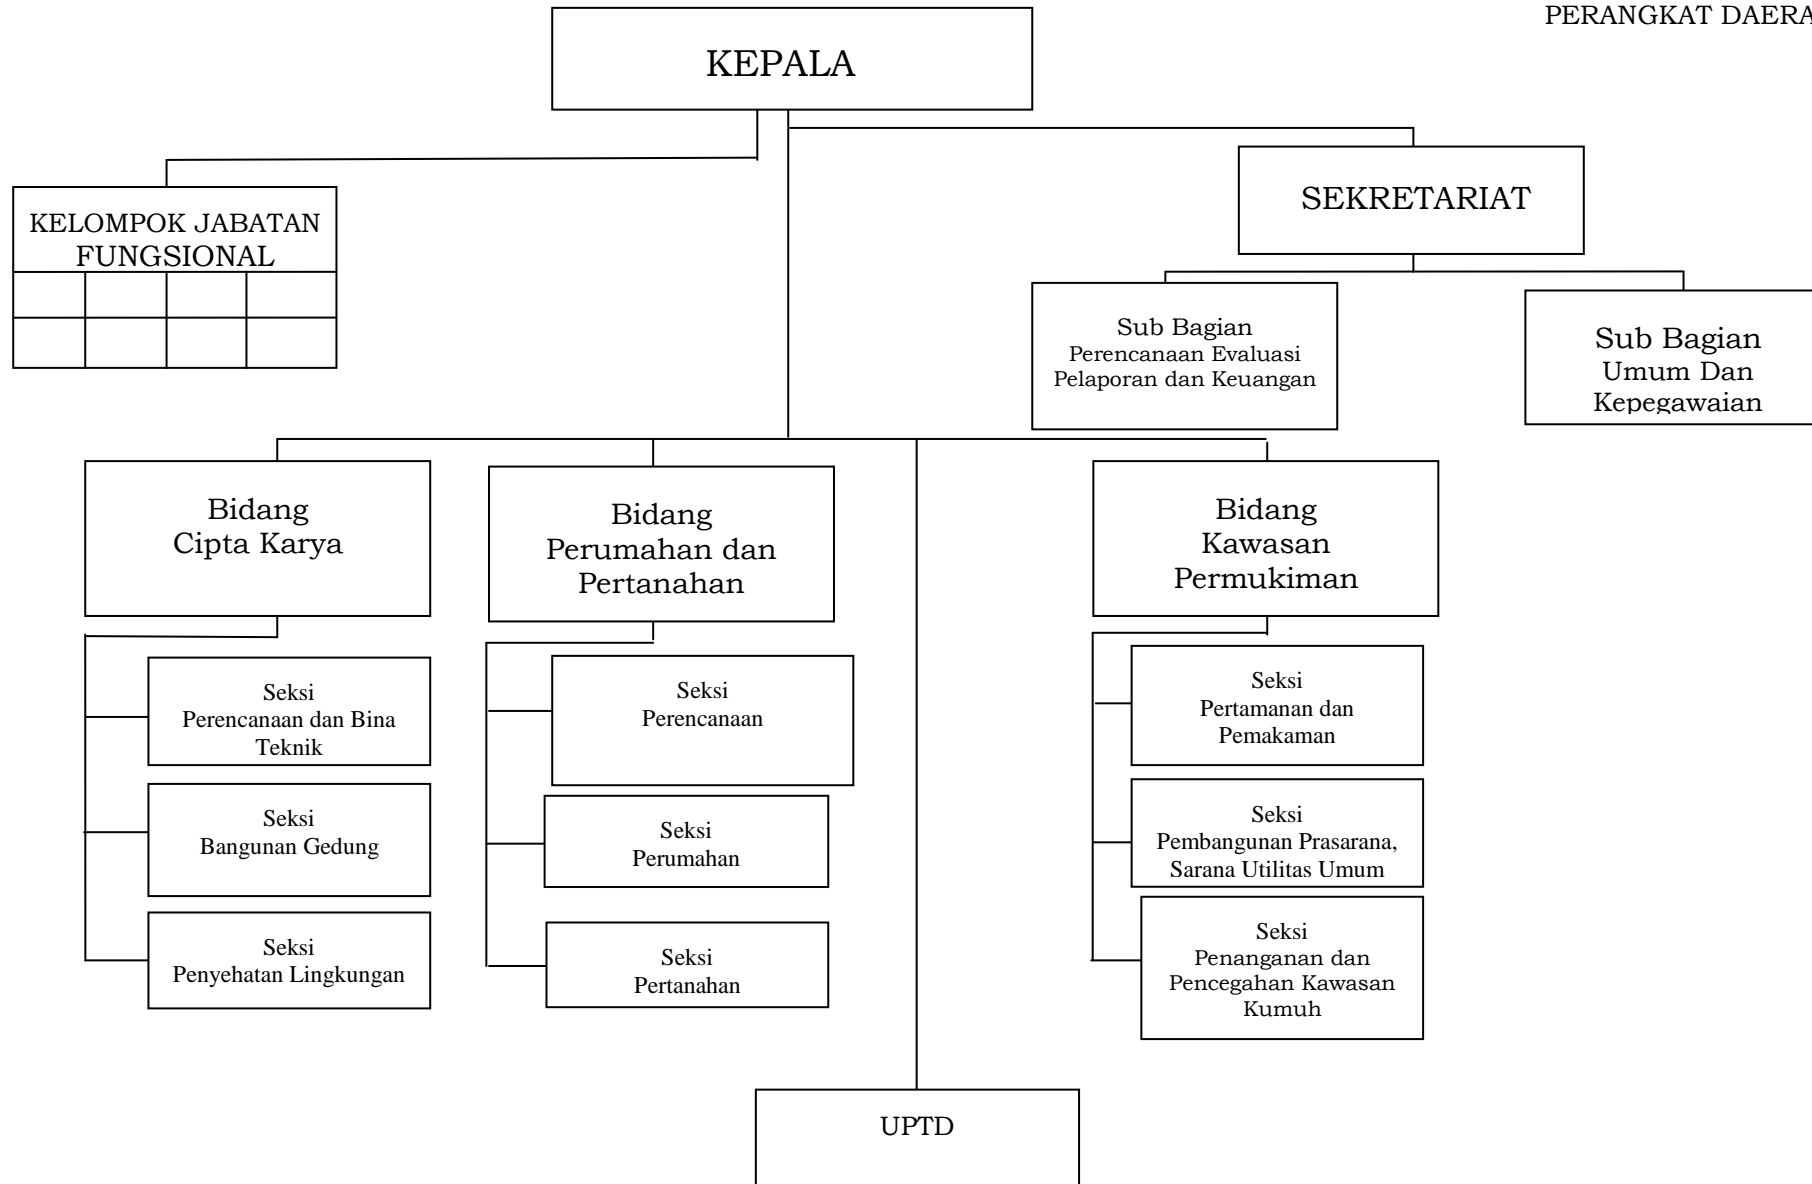 PERANGKAT DAERA
KEPALA
SEKRETARIAT
KELOMPOK JABATAN
FUNGSIONAL
Sub Bagian
Perencanaan Evaluasi
Pelaporan dan Keuangan
Sub Bagian
Umum Dan
Kepegawaian
Bidang
Cipta Karya
Bidang
Perumahan dan
Pertanahan
Bidang
Kawasan
Permukiman
Seksi
Perencanaan dan Bina
Teknik
Seksi
Bangunan Gedung
Seksi
Penyehatan Lingkungan
Seksi
Perencanaan
Seksi
Perumahan
Seksi
Pertanahan
Seksi
Pertamanan dan
Pemakaman
Seksi
Pembangunan Prasarana,
Sarana Utilitas Umum
Seksi
Penanganan dan
Pencegahan Kawasan
Kumuh
UPTD